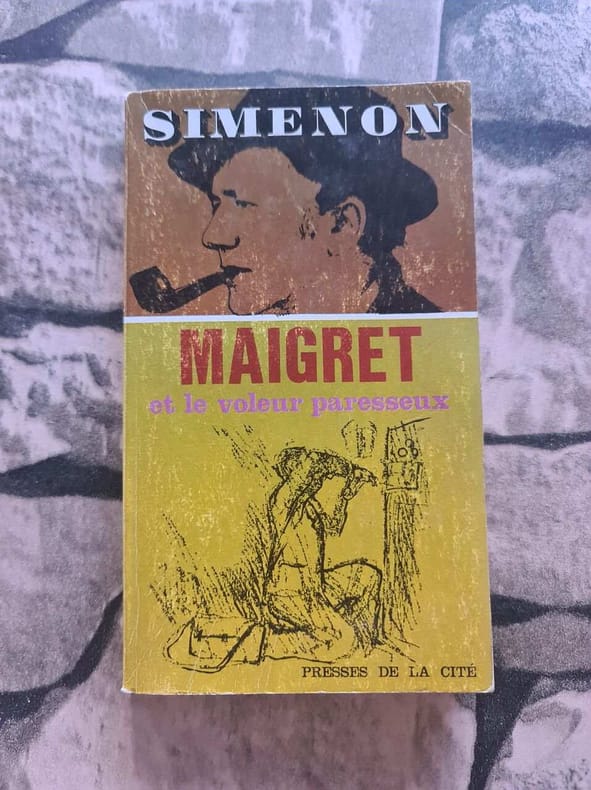 SIMENON
MAIGRET
et le voleur paresseux
PRESSES DE LA CITÉ